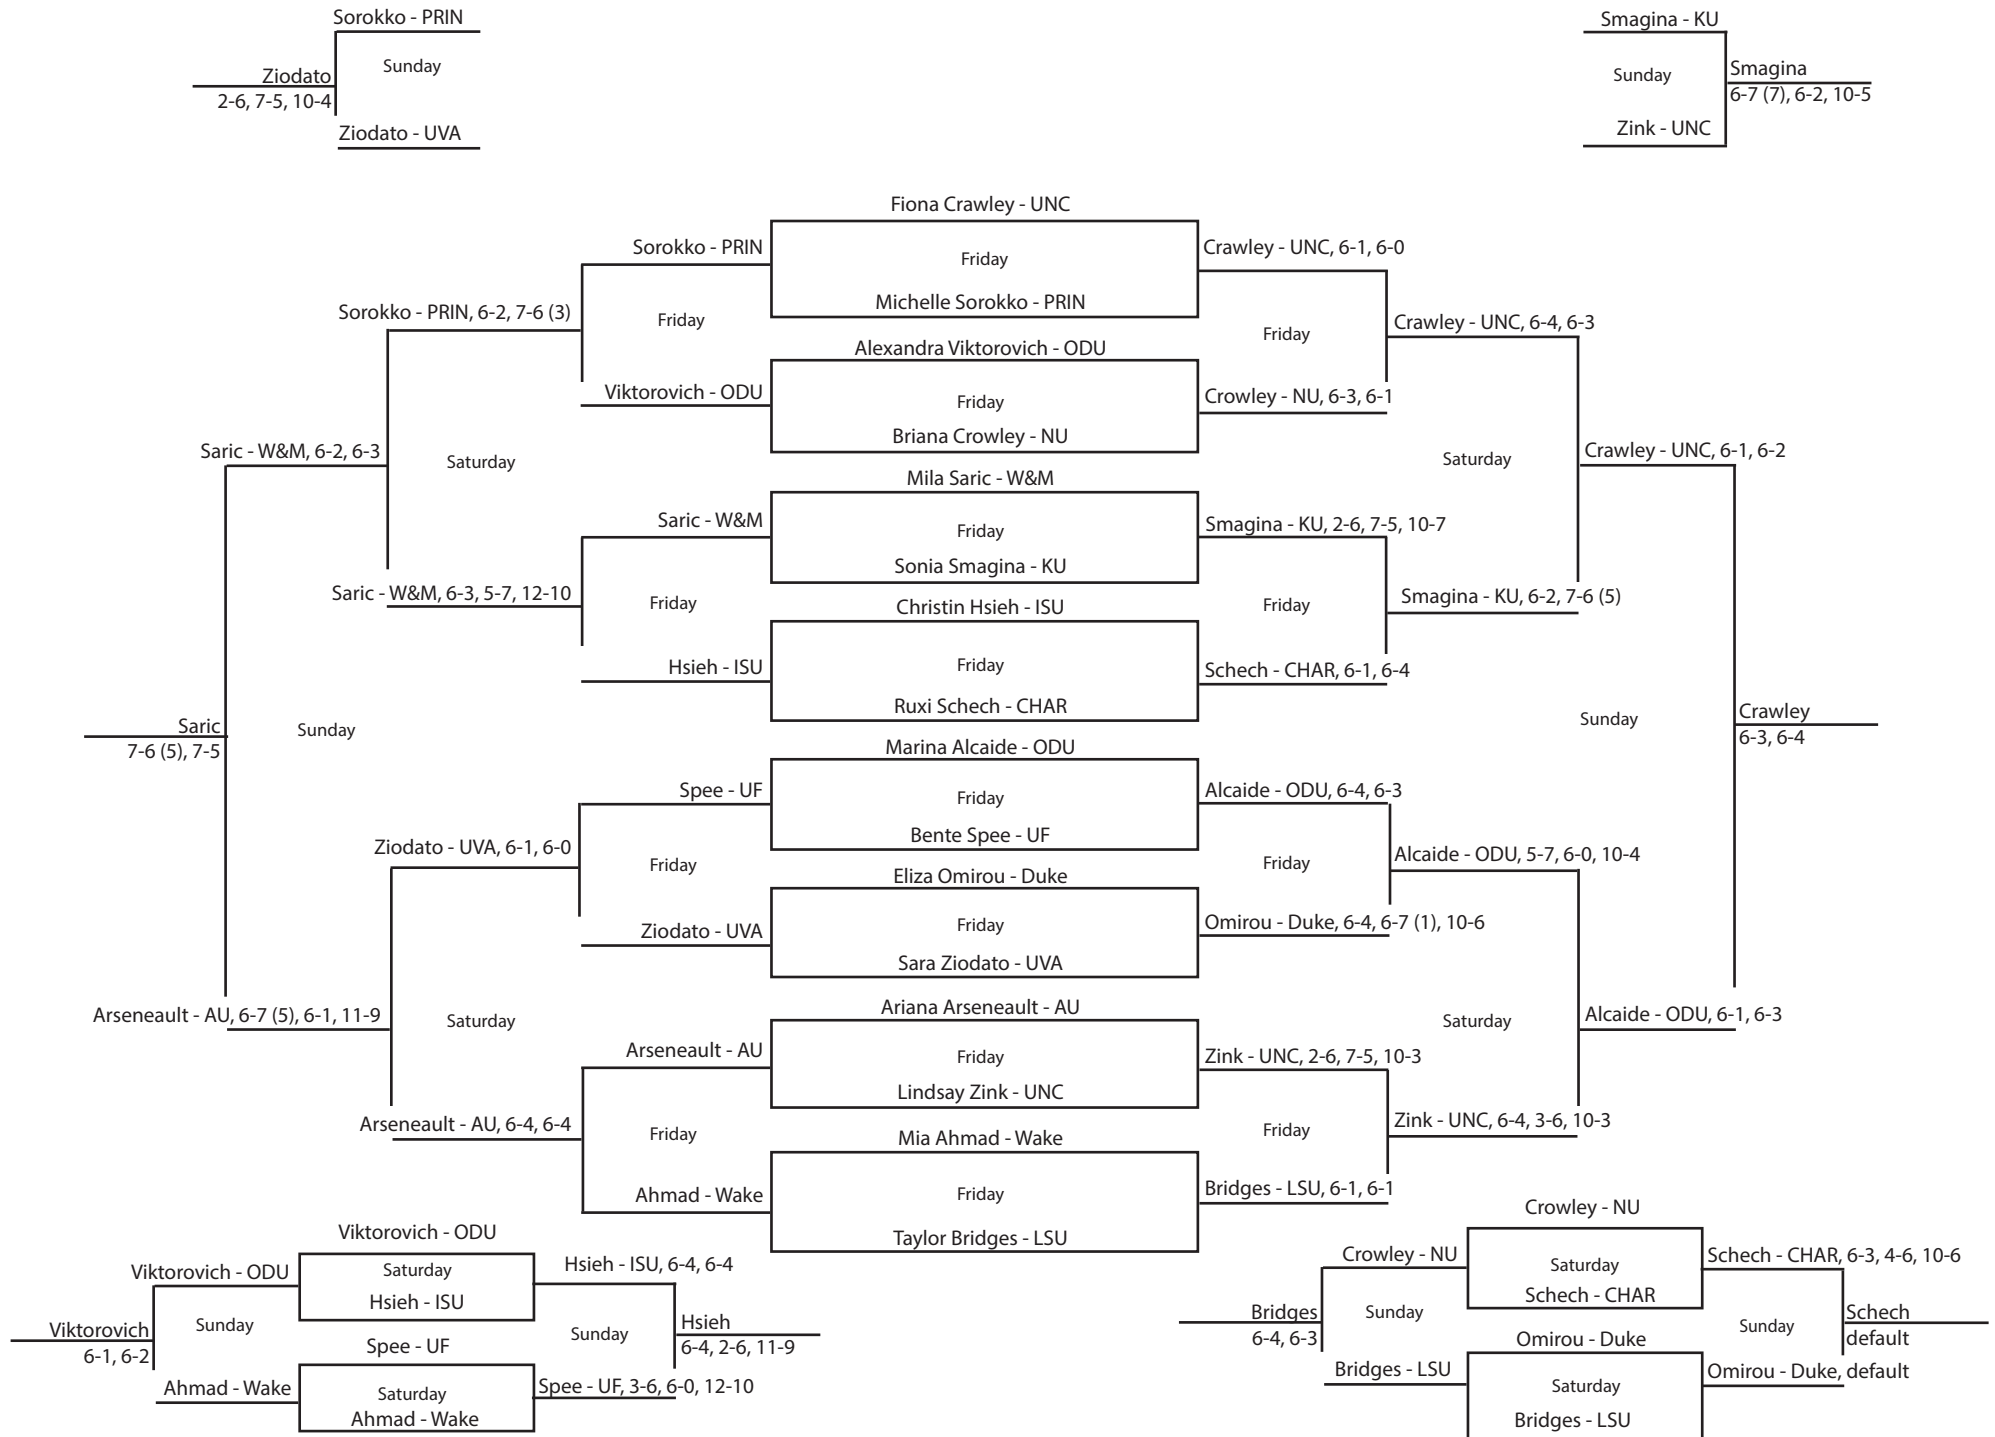 Sorokko - PRIN
Sunday
Ziodato
2-6, 7-5, 10-4
Ziodato - UVA
Smagina - KU
Sunday
Smagina
6-7 (7), 6-2, 10-5
Zink - UNC
Fiona Crawley - UNC
Friday
Michelle Sorokko - PRIN
Alexandra Viktorovich - ODU
Friday
Briana Crowley - NU
Mila Saric - W&M
Friday
Sonia Smagina - KU
Christin Hsieh - ISU
Friday
Ruxi Schech - CHAR
Marina Alcaide - ODU
Friday
Bente Spee - UF
Eliza Omirou - Duke
Friday
Sara Ziodato - UVA
Ariana Arseneault - AU
Friday
Lindsay Zink - UNC
Mia Ahmad - Wake
Friday
Taylor Bridges - LSU
Sorokko - PRIN
Friday
Viktorovich - ODU
Saric - W&M
Friday
Hsieh - ISU
Spee - UF
Friday
Ziodato - UVA
Arseneault - AU
Friday
Ahmad - Wake
Sorokko - PRIN, 6-2, 7-6 (3)
Saturday
Saric - W&M, 6-3, 5-7, 12-10
Ziodato - UVA, 6-1, 6-0
Saturday
Arseneault - AU, 6-4, 6-4
Saric - W&M, 6-2, 6-3
Sunday
Arseneault - AU, 6-7 (5), 6-1, 11-9
Saric
7-6 (5), 7-5
Crawley - UNC, 6-1, 6-0
Friday
Crowley - NU, 6-3, 6-1
Smagina - KU, 2-6, 7-5, 10-7
Friday
Schech - CHAR, 6-1, 6-4
Alcaide - ODU, 6-4, 6-3
Friday
Omirou - Duke, 6-4, 6-7 (1), 10-6
Zink - UNC, 2-6, 7-5, 10-3
Friday
Bridges - LSU, 6-1, 6-1
Crawley - UNC, 6-4, 6-3
Saturday
Smagina - KU, 6-2, 7-6 (5)
Alcaide - ODU, 5-7, 6-0, 10-4
Saturday
Zink - UNC, 6-4, 3-6, 10-3
Crawley - UNC, 6-1, 6-2
Sunday
Alcaide - ODU, 6-1, 6-3
Crawley
6-3, 6-4
Viktorovich - ODU
Saturday
Hsieh - ISU
Spee - UF
Saturday
Ahmad - Wake
Viktorovich - ODU
Sunday
Ahmad - Wake
Viktorovich
6-1, 6-2
Hsieh - ISU, 6-4, 6-4
Sunday
Spee - UF, 3-6, 6-0, 12-10
Hsieh
6-4, 2-6, 11-9
Crowley - NU
Saturday
Schech - CHAR
Omirou - Duke
Saturday
Bridges - LSU
Crowley - NU
Sunday
Bridges - LSU
Bridges
6-4, 6-3
Schech - CHAR, 6-3, 4-6, 10-6
Sunday
Omirou - Duke, default
Schech
default